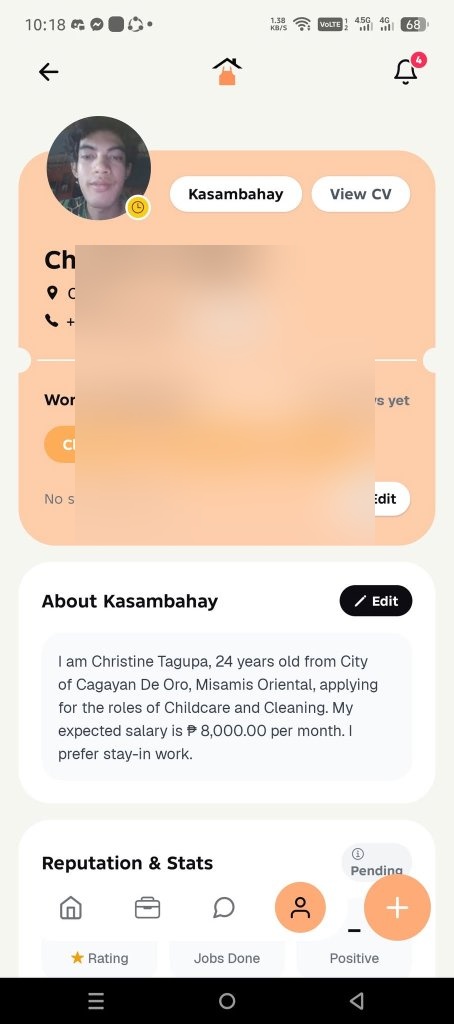 10:18
1.38
KB/S
VoLTE 1
2
4.5G
4G
68
4
Kasambahay
View CV
Ch
+
Wor
s yet
No s
Edit
About Kasambahay
Edit
I am Christine Tagupa, 24 years old from City
of Cagayan De Oro, Misamis Oriental, applying
for the roles of Childcare and Cleaning. My
expected salary is ₱ 8,000.00 per month. I
prefer stay-in work.
Reputation & Stats
Pending
Rating
Jobs Done
Positive